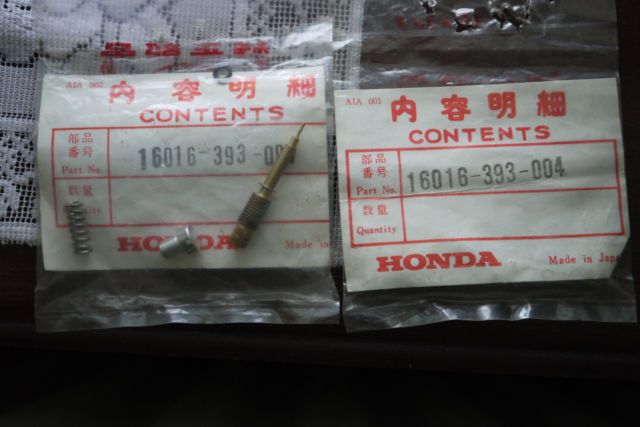 AIA 002
内容明細
CONTENTS
部品
番号
Part No.
16016-393-00
数量
HONDA
Made in
AIA 001
内容明細
CONTENTS
部品
番号
Part No.
16016-393-004
数量
Quantity
HONDA
Made in Japa